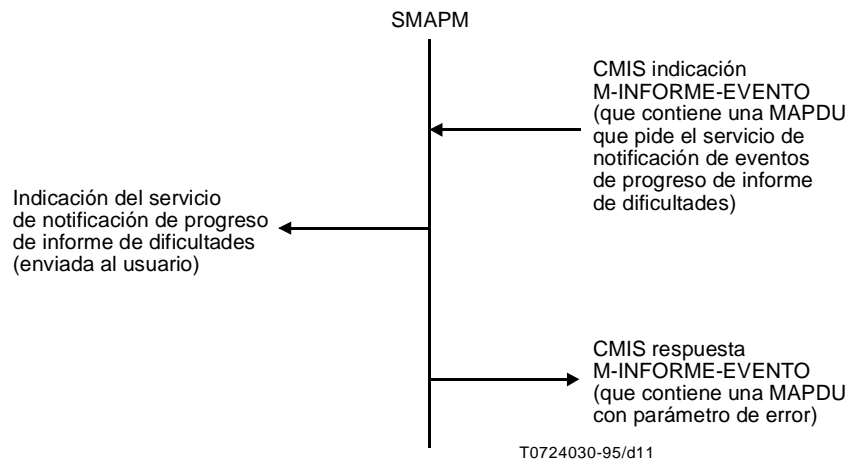 SMAPM
CMIS indicación
M-INFORME-EVENTO
(que contiene una MAPDU
que pide el servicio de
notificación de eventos
de progreso de informe
de dificultades)
Indicación del servicio
de notificación de progreso
de informe de dificultades
(enviada al usuario)
CMIS respuesta
M-INFORME-EVENTO
(que contiene una MAPDU
con parámetro de error)
T0724030-95/d11